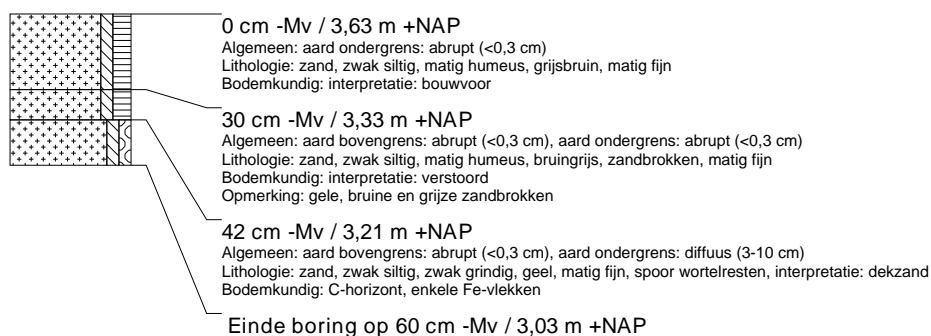 0 cm -Mv / 3,63 m +NAP
Algemeen: aard ondergrens: abrupt (<0,3 cm)
Lithologie: zand, zwak siltig, matig humeus, grijsbruin, matig fijn
Bodemkundig: interpretatie: bouwvoor
30 cm -Mv / 3,33 m +NAP
Algemeen: aard bovengrens: abrupt (<0,3 cm), aard ondergrens: abrupt (<0,3 cm)
Lithologie: zand, zwak siltig, matig humeus, bruingrijs, zandbrokken, matig fijn
Bodemkundig: interpretatie: verstoord
Opmerking: gele, bruine en grijze zandbrokken
42 cm -Mv / 3,21 m +NAP
Algemeen: aard bovengrens: abrupt (<0,3 cm), aard ondergrens: diffuus (3-10 cm)
Lithologie: zand, zwak siltig, zwak grindig, geel, matig fijn, spoor wortelresten, interpretatie: dekzand
Bodemkundig: C-horizont, enkele Fe-vlekken
Einde boring op 60 cm -Mv / 3,03 m +NAP